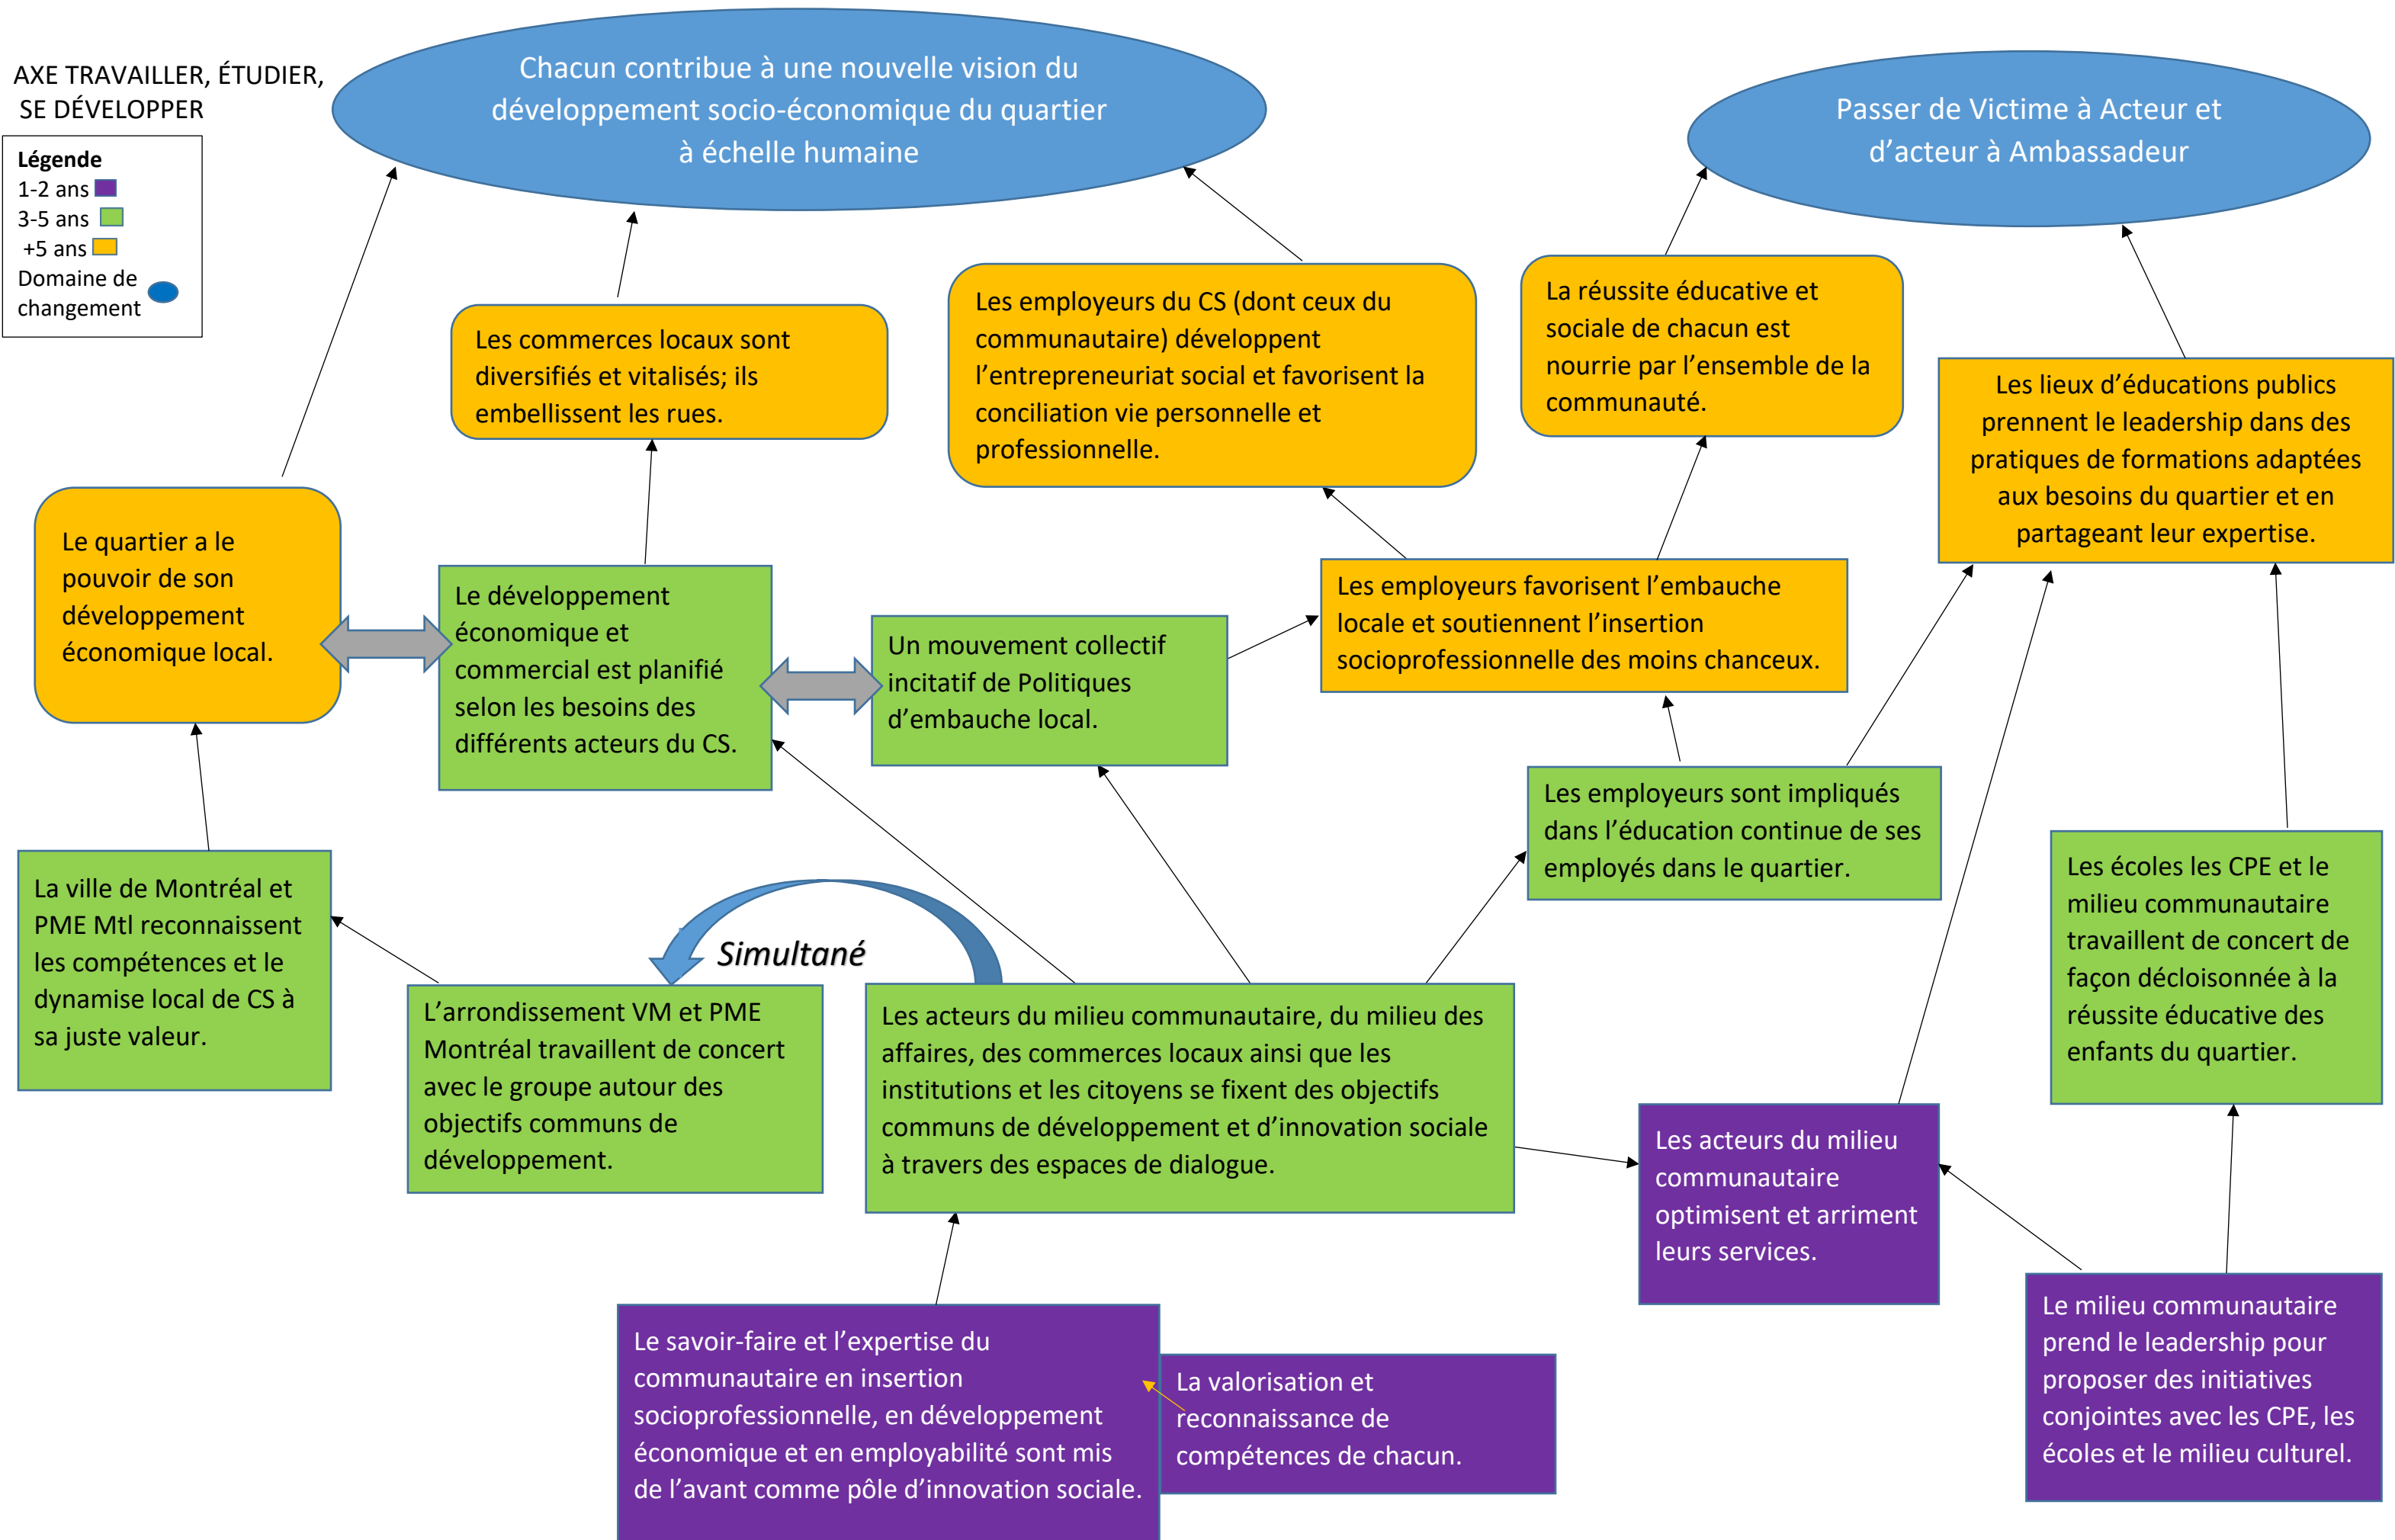 AXE TRAVAILLER, ÉTUDIER,
SE DÉVELOPPER
Légende
1-2 ans
3-5 ans
+5 ans
Domaine de
changement
Chacun contribue à une nouvelle vision du
développement socio-économique du quartier
à échelle humaine
Passer de Victime à Acteur et
d’acteur à Ambassadeur
Les commerces locaux sont
diversifiés et vitalisés; ils
embellissent les rues.
Les employeurs du CS (dont ceux du
communautaire) développent
l’entrepreneuriat social et favorisent la
conciliation vie personnelle et
professionnelle.
La réussite éducative et
sociale de chacun est
nourrie par l’ensemble de la
communauté.
Les lieux d’éducations publics
prennent le leadership dans des
pratiques de formations adaptées
aux besoins du quartier et en
partageant leur expertise.
Le quartier a le
pouvoir de son
développement
économique local.
Le développement
économique et
commercial est planifié
selon les besoins des
différents acteurs du CS.
Un mouvement collectif
incitatif de Politiques
d’embauche local.
Les employeurs favorisent l’embauche
locale et soutiennent l’insertion
socioprofessionnelle des moins chanceux.
Les employeurs sont impliqués
dans l’éducation continue de ses
employés dans le quartier.
La ville de Montréal et
PME Mtl reconnaissent
les compétences et le
dynamise local de CS à
sa juste valeur.
Simultané
L’arrondissement VM et PME
Montréal travaillent de concert
avec le groupe autour des
objectifs communs de
développement.
Les acteurs du milieu communautaire, du milieu des
affaires, des commerces locaux ainsi que les
institutions et les citoyens se fixent des objectifs
communs de développement et d’innovation sociale
à travers des espaces de dialogue.
Les écoles les CPE et le
milieu communautaire
travaillent de concert de
façon décloisonnée à la
réussite éducative des
enfants du quartier.
Les acteurs du milieu
communautaire
optimisent et arriment
leurs services.
Le savoir-faire et l’expertise du
communautaire en insertion
socioprofessionnelle, en développement
économique et en employabilité sont mis
de l’avant comme pôle d’innovation sociale.
La valorisation et
reconnaissance de
compétences de chacun.
Le milieu communautaire
prend le leadership pour
proposer des initiatives
conjointes avec les CPE, les
écoles et le milieu culturel.